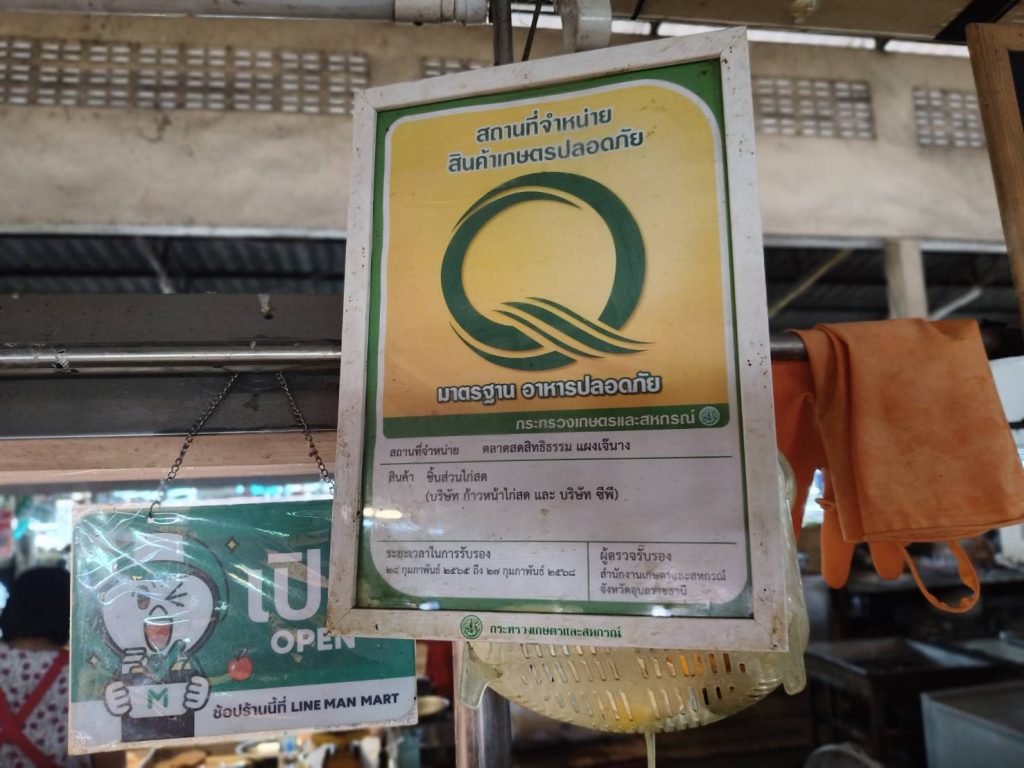 สถานที่จำหน่าย
สินค้าเกษตรปลอดภัย
Q
มาตรฐาน อาหารปลอดภัย
กระทรวงเกษตรและสหกรณ์
สถานที่จำหน่าย ตลาดสดสิทธิธรรม แผงเจ๊นาง
สินค้า ชิ้นส่วนไก่สด
(บริษัท ก้าวหน้าไก่สด และ บริษัท ซีพี)
ระยะเวลาในการรับรอง
๒๘ กุมภาพันธ์ ๒๕๖๕ ถึง ๒๗ กุมภาพันธ์ ๒๕๖๘
ผู้ตรวจรับรอง
สำนักงานเกษตรและสหกรณ์
จังหวัดอุบลราชธานี
กระทรวงเกษตรและสหกรณ์
เปิ
OPEN
M
ช้อปร้านนี้ที่ LINE MAN MART